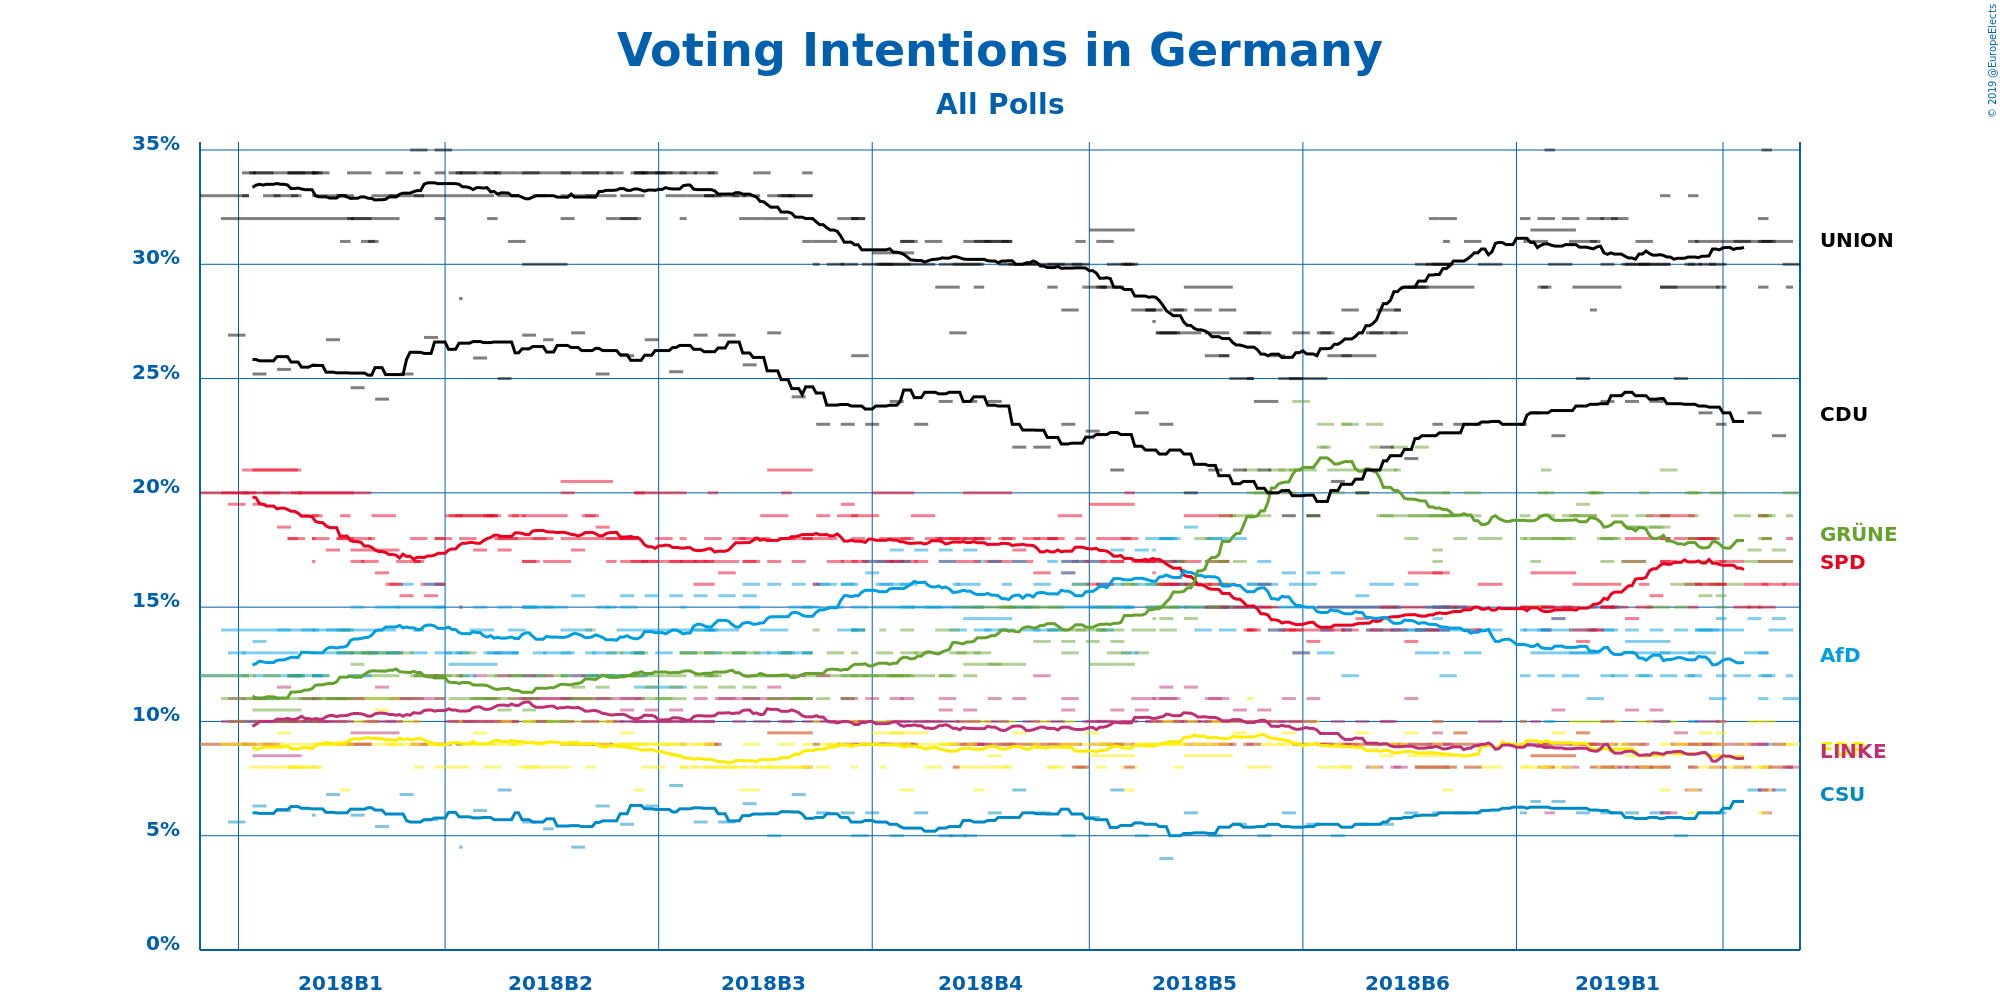 Voting Intentions in Germany
All Polls
© 2019 @EuropeElects
35%
30%
25%
20%
15%
10%
5%
0%
UNION
CDU
GRÜNE
SPD
AfD
LINKE
CSU
2018B1
2018B2
2018B3
2018B4
2018B5
2018B6
2019B1